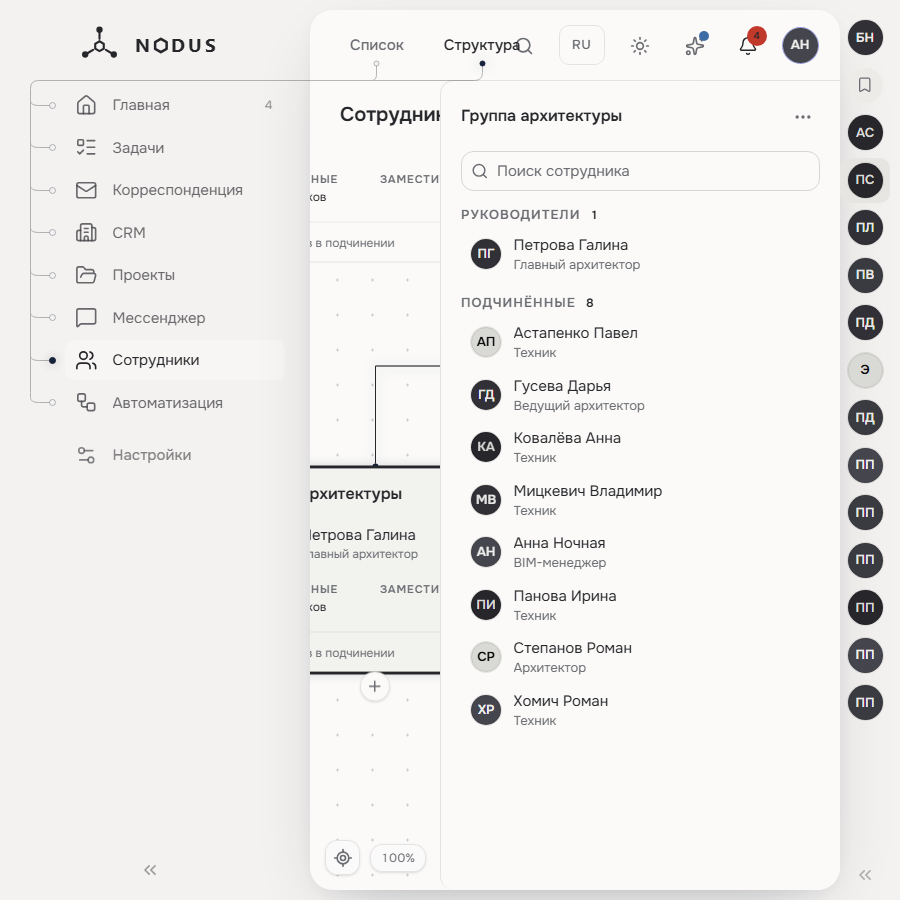 NODUS
Главная 4
Задачи
Корреспонденция
CRM
Проекты
Мессенджер
Сотрудники
Автоматизация
Настройки
Список
Структура
RU
4
АН
Сотрудник
НЫЕ
ЗАМЕСТИ
ков
в в подчинении
рхитектуры
Петрова Галина
лавный архитектор
НЫЕ
ЗАМЕСТИ
ков
в в подчинении
100%
Группа архитектуры
Поиск сотрудника
РУКОВОДИТЕЛИ 1
ПГ
Петрова Галина
Главный архитектор
ПОДЧИНЁННЫЕ 8
АП
Астапенко Павел
Техник
ГД
Гусева Дарья
Ведущий архитектор
КА
Ковалёва Анна
Техник
МВ
Мицкевич Владимир
Техник
АН
Анна Ночная
BIM-менеджер
ПИ
Панова Ирина
Техник
СР
Степанов Роман
Архитектор
ХР
Хомич Роман
Техник
БН
АС
ПС
ПЛ
ПВ
ПД
Э
ПД
ПП
ПП
ПП
ПП
ПП
ПП